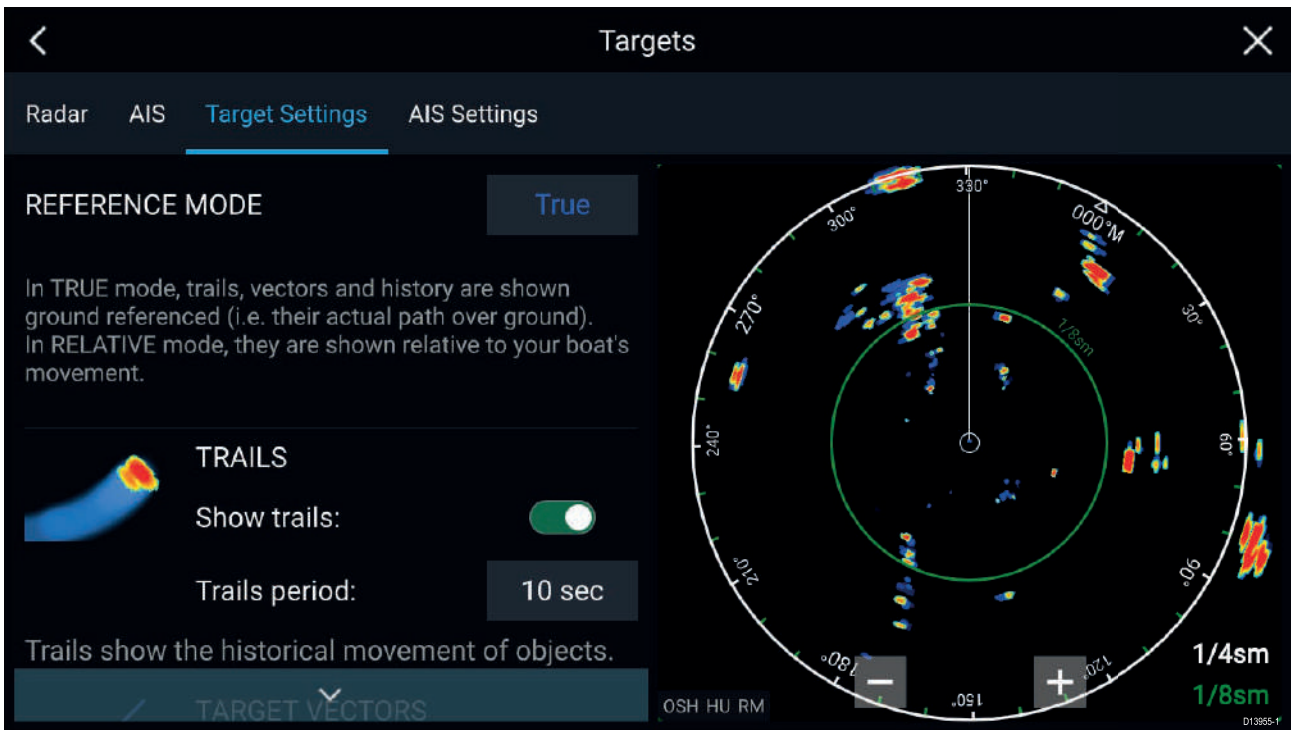 Targets
Radar AIS Target Settings AIS Settings
REFERENCE MODE True
In TRUE mode, trails, vectors and history are shown
ground referenced (i.e. their actual path over ground).
In RELATIVE mode, they are shown relative to your boat's
movement.
TRAILS
Show trails:
Trails period: 10 sec
Trails show the historical movement of objects.
TARGET VECTORS
330°
000°M
30°
60°
90°
120°
150°
180°
210°
240°
270°
300°
1/8sm
- +
1/4sm
1/8sm
OSH HU RM
D13955-1